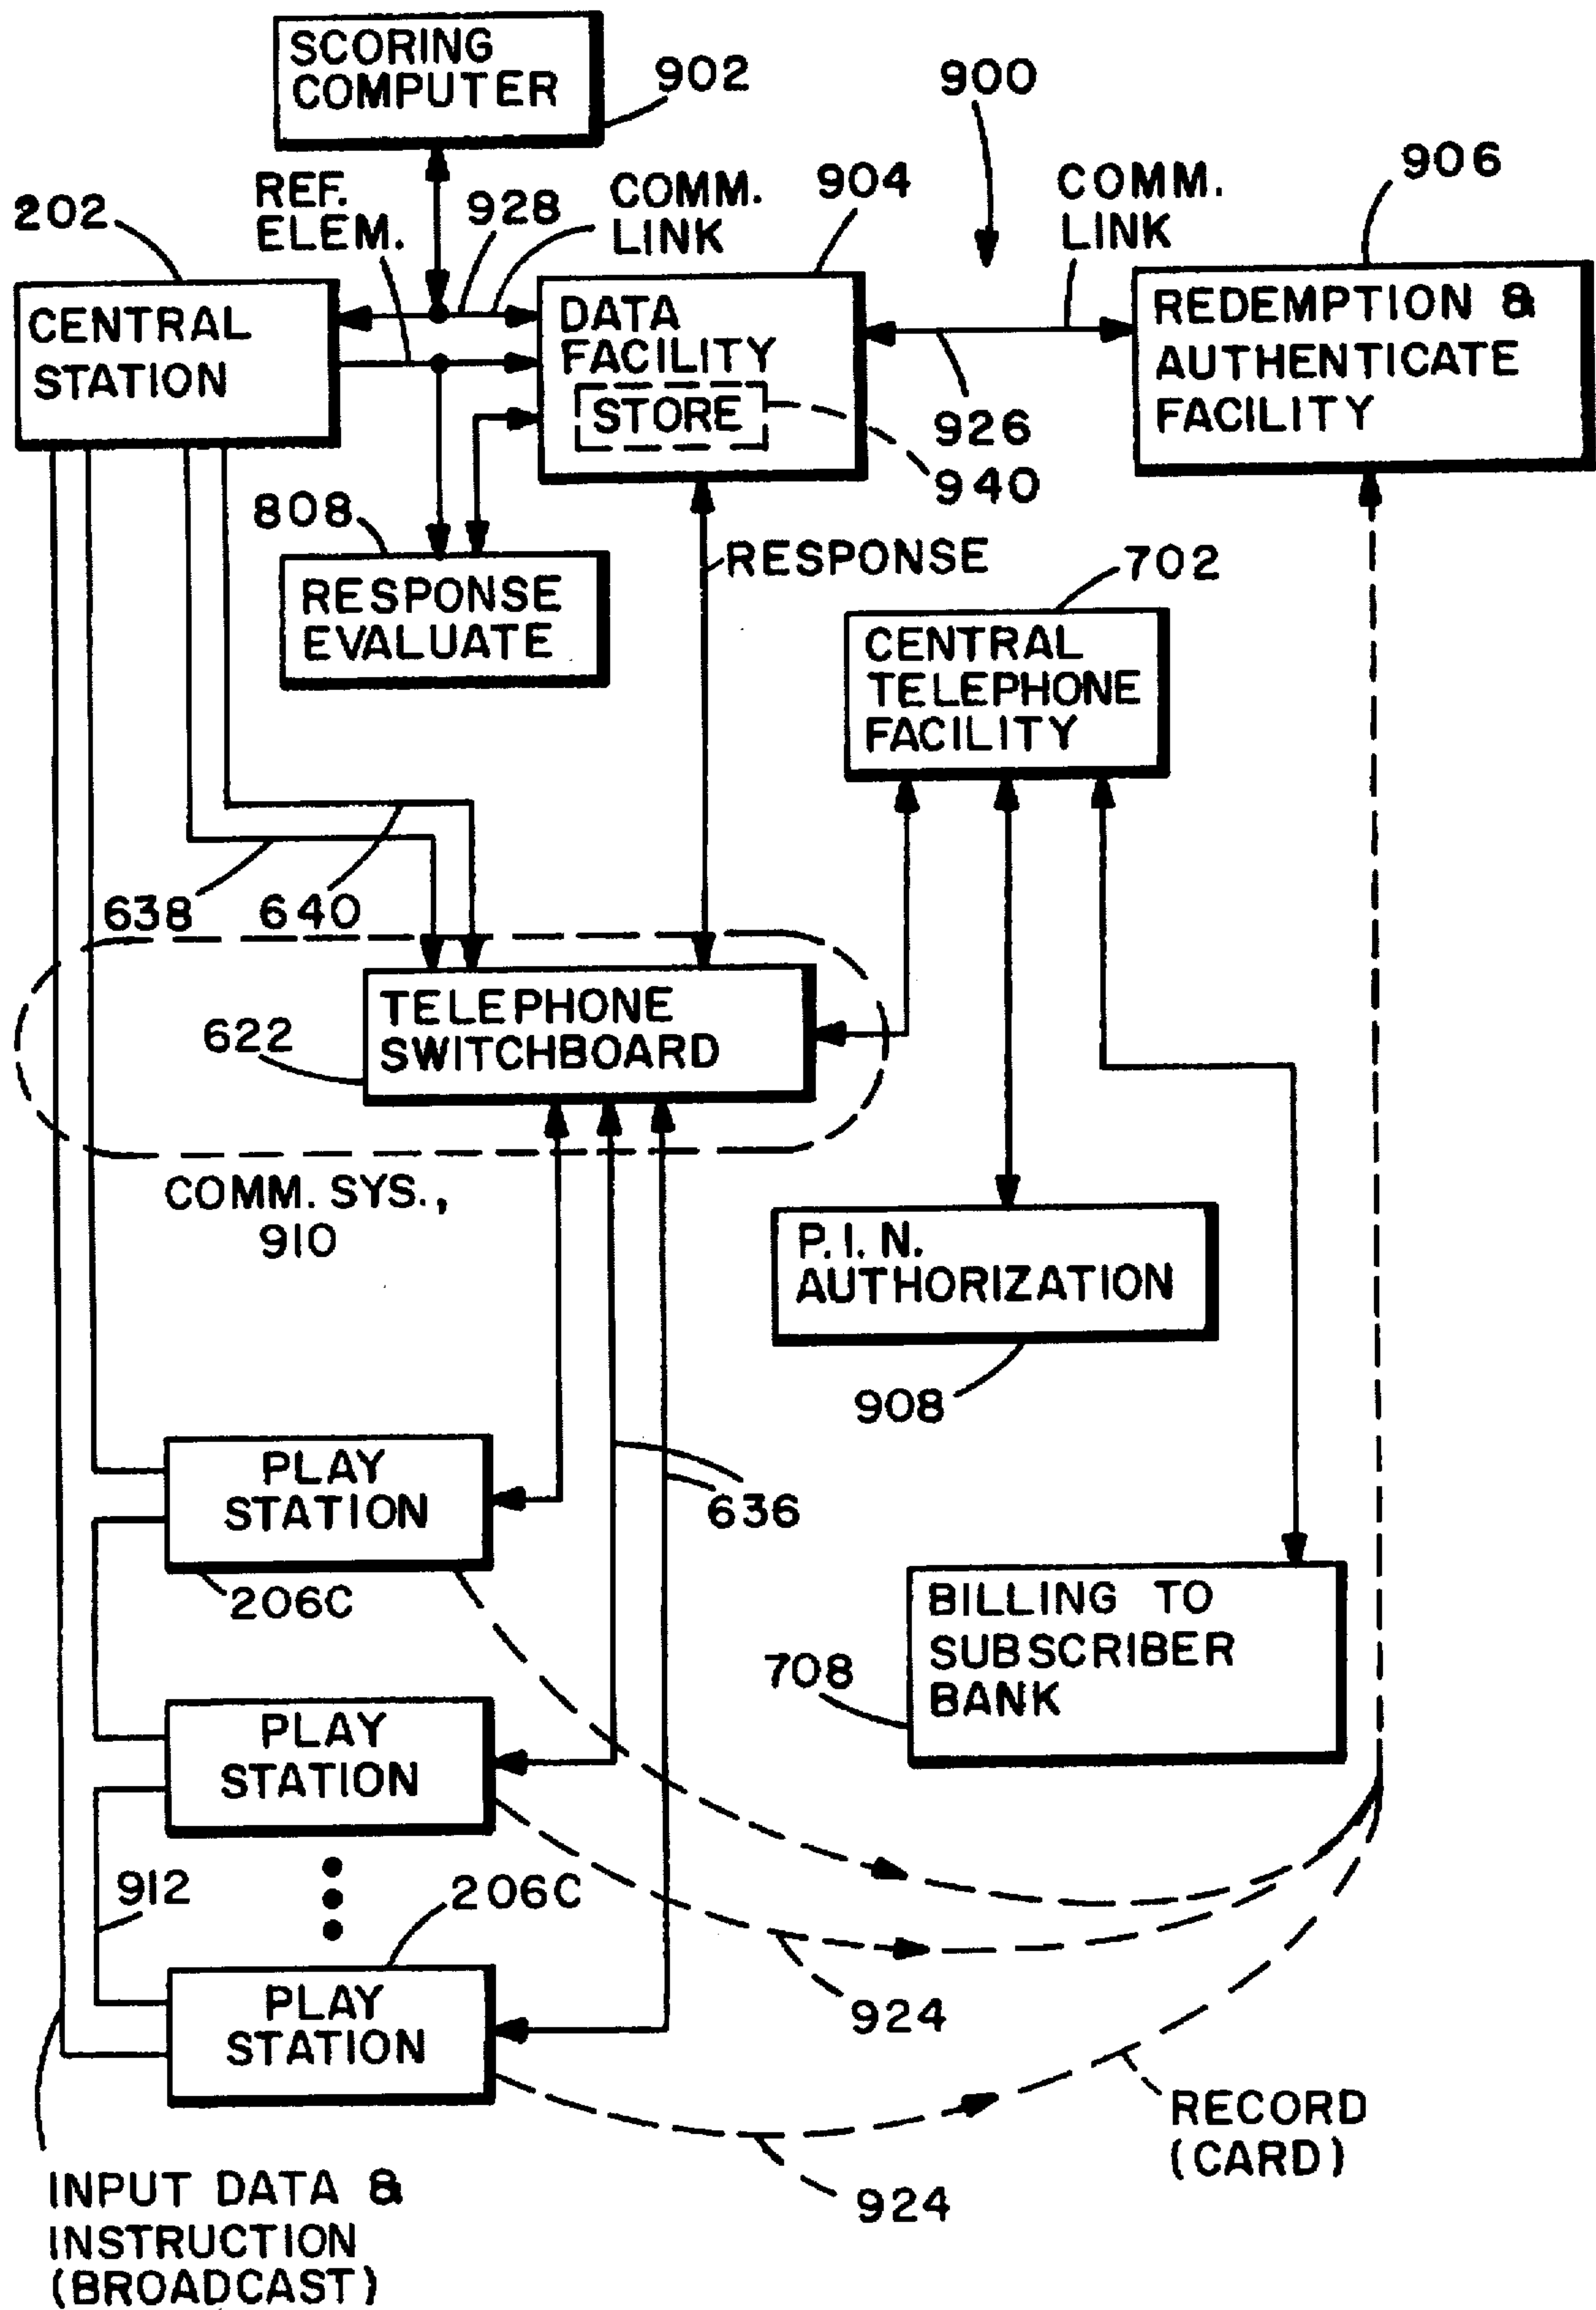 SCORING
COMPUTER
902
900
906
904
COMM.
LINK
REF.
ELEM.
928
COMM.
LINK
202
CENTRAL
STATION
DATA
FACILITY
STORE
REDEMPTION &
AUTHENTICATE
FACILITY
926
940
808
RESPONSE
EVALUATE
RESPONSE
702
CENTRAL
TELEPHONE
FACILITY
638
640
622
TELEPHONE
SWITCHBOARD
COMM. SYS.,
910
P.I.N.
AUTHORIZATION
908
PLAY
STATION
636
206C
BILLING TO
SUBSCRIBER
BANK
708
PLAY
STATION
912
206C
PLAY
STATION
924
RECORD
(CARD)
924
INPUT DATA &
INSTRUCTION
(BROADCAST)